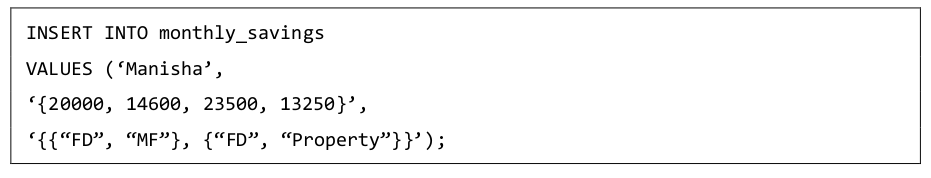 INSERT INTO monthly_savings
VALUES (‘Manisha’,
‘{20000, 14600, 23500, 13250}’,
‘{{“FD”, “MF”}, {“FD”, “Property”}}’);